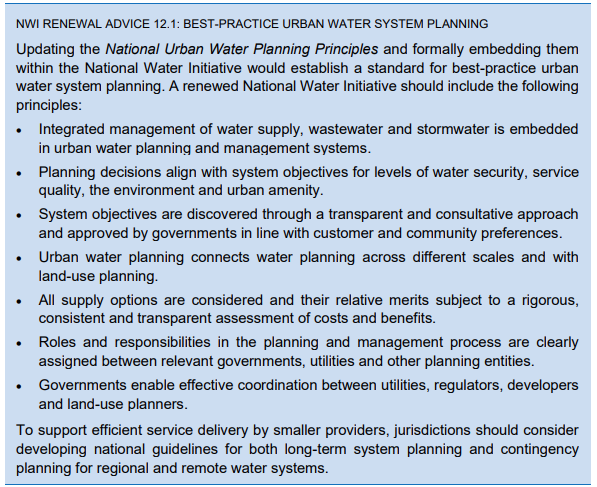 NWI RENEWAL ADVICE 12.1: BEST-PRACTICE URBAN WATER SYSTEM PLANNING
Updating the National Urban Water Planning Principles and formally embedding them
within the National Water Initiative would establish a standard for best-practice urban
water system planning. A renewed National Water Initiative should include the following
principles:
• Integrated management of water supply, wastewater and stormwater is embedded
in urban water planning and management systems.
• Planning decisions align with system objectives for levels of water security, service
quality, the environment and urban amenity.
• System objectives are discovered through a transparent and consultative approach
and approved by governments in line with customer and community preferences.
• Urban water planning connects water planning across different scales and with
land-use planning.
• All supply options are considered and their relative merits subject to a rigorous,
consistent and transparent assessment of costs and benefits.
• Roles and responsibilities in the planning and management process are clearly
assigned between relevant governments, utilities and other planning entities.
• Governments enable effective coordination between utilities, regulators, developers
and land-use planners.
To support efficient service delivery by smaller providers, jurisdictions should consider
developing national guidelines for both long-term system planning and contingency
planning for regional and remote water systems.